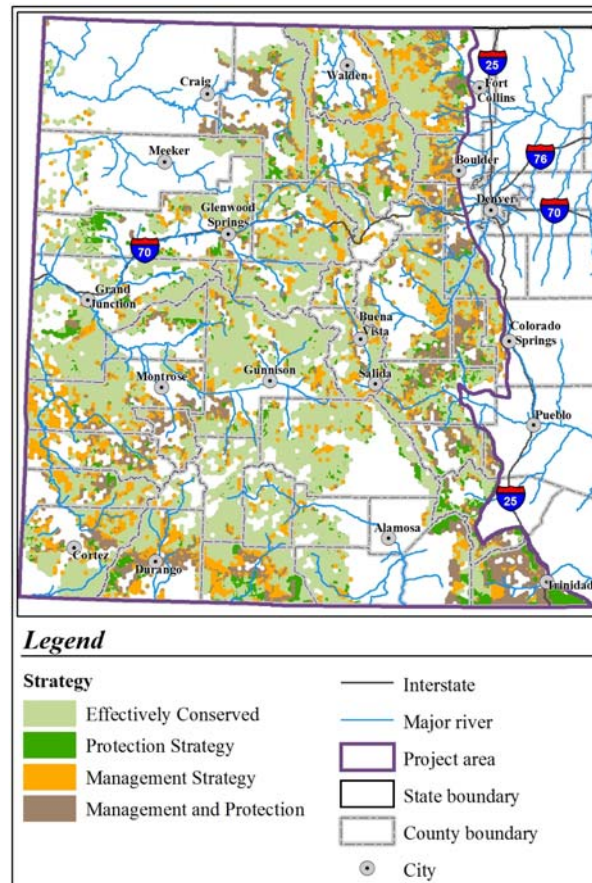 25
Walden
Craig
Fort
Collins
Meeker
Boulder
76
Glenwood
Springs
Denver
70
70
Grand
Junction
Buena
Vista
Colorado
Springs
Montrose
Gunnison
Salida
Pueblo
25
Alamosa
Cortez
Durango
Trinidad
Legend
Strategy
Effectively Conserved
Protection Strategy
Management Strategy
Management and Protection
Interstate
Major river
Project area
State boundary
County boundary
City